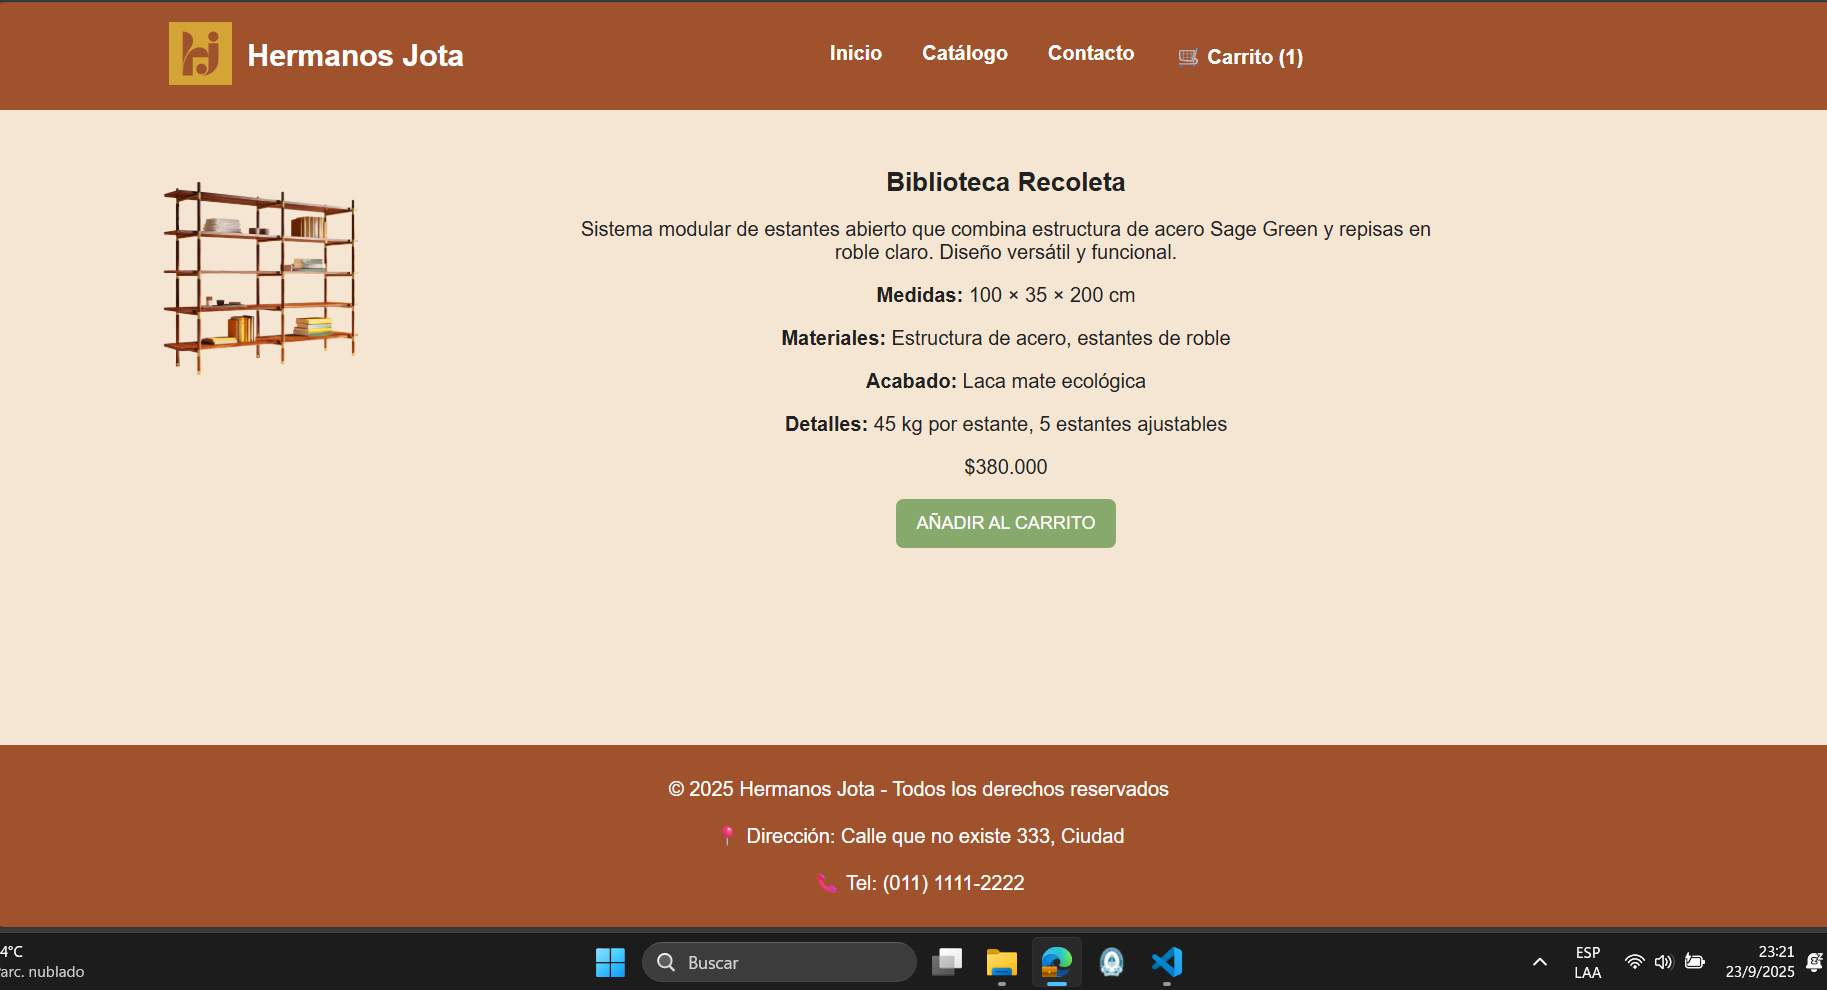 Hermanos Jota
Inicio
Catálogo
Contacto
🛒 Carrito (1)
Biblioteca Recoleta
Sistema modular de estantes abierto que combina estructura de acero Sage Green y repisas en
roble claro. Diseño versátil y funcional.
Medidas: 100 × 35 × 200 cm
Materiales: Estructura de acero, estantes de roble
Acabado: Laca mate ecológica
Detalles: 45 kg por estante, 5 estantes ajustables
$380.000
AÑADIR AL CARRITO
© 2025 Hermanos Jota - Todos los derechos reservados
📍 Dirección: Calle que no existe 333, Ciudad
📞 Tel: (011) 1111-2222
4°C
arc. nublado
Buscar
ESP
LAA
23:21
23/9/2025